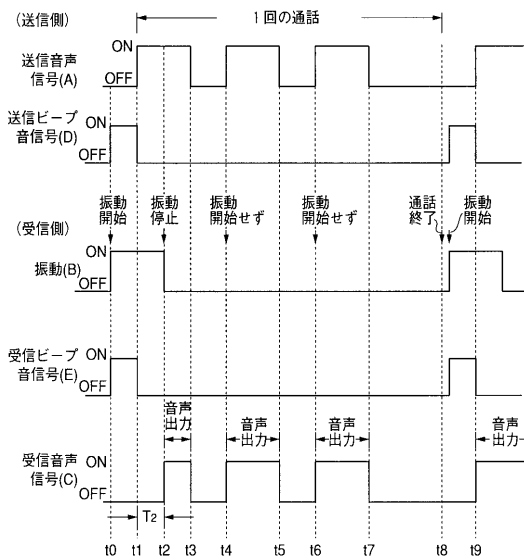 (送信側)
1回の通話
送信音声
信号(A)
ON
OFF
送信ビープ
音信号(D)
ON
OFF
振動
開始
振動
停止
振動
開始せず
振動
開始せず
通話
終了
振動
開始
(受信側)
振動(B)
ON
OFF
受信ビープ
音信号(E)
ON
OFF
音声
出力
音声
出力
音声
出力
音声
出力
受信音声
信号(C)
ON
OFF
T2
t0 t1 t2 t3 t4 t5 t6 t7 t8 t9